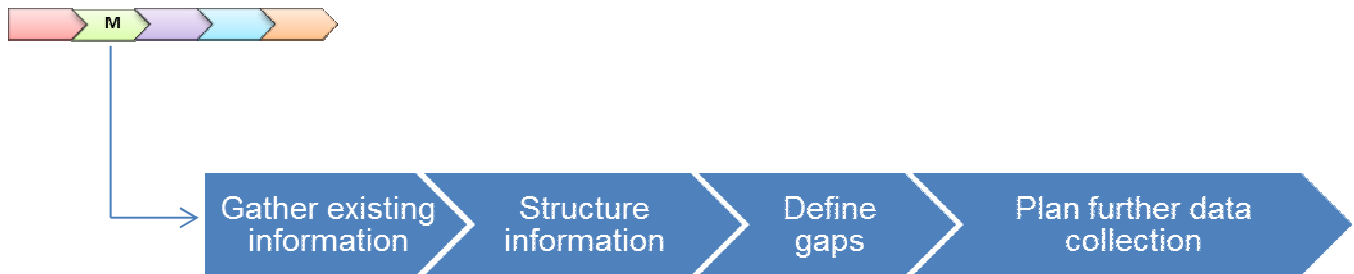 M
Gather existing
information
Structure
information
Define
gaps
Plan further data
collection